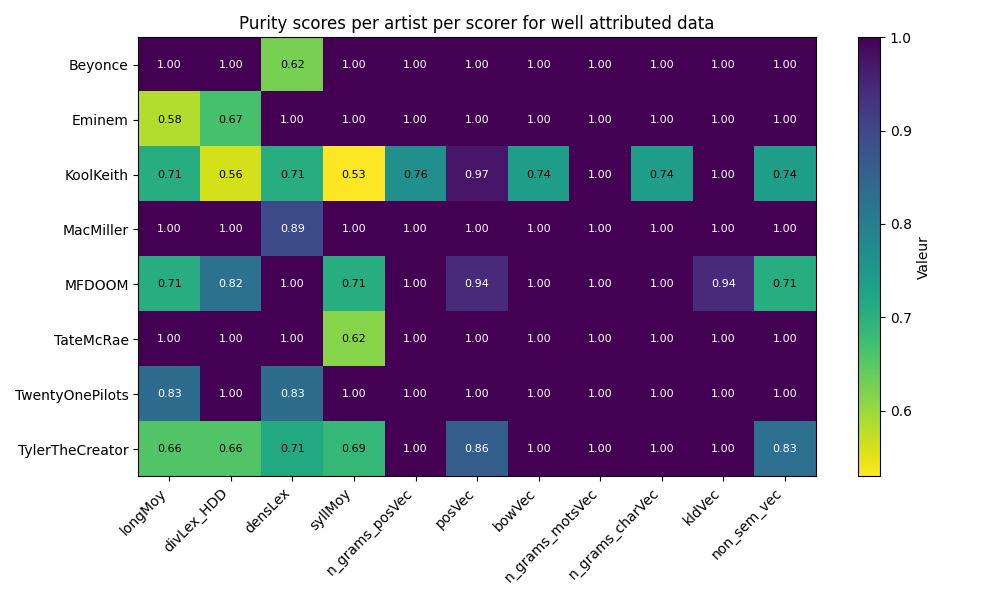 Purity scores per artist per scorer for well attributed data
Beyonce 1.00 1.00 0.62 1.00 1.00 1.00 1.00 1.00 1.00 1.00 1.00
Eminem 0.58 0.67 1.00 1.00 1.00 1.00 1.00 1.00 1.00 1.00 1.00
KoolKeith 0.71 0.56 0.71 0.53 0.76 0.97 0.74 1.00 0.74 1.00 0.74
MacMiller 1.00 1.00 0.89 1.00 1.00 1.00 1.00 1.00 1.00 1.00 1.00
MFDOOM 0.71 0.82 1.00 0.71 1.00 0.94 1.00 1.00 1.00 0.94 0.71
TateMcRae 1.00 1.00 1.00 0.62 1.00 1.00 1.00 1.00 1.00 1.00 1.00
TwentyOnePilots 0.83 1.00 0.83 1.00 1.00 1.00 1.00 1.00 1.00 1.00 1.00
TylerTheCreator 0.66 0.66 0.71 0.69 1.00 0.86 1.00 1.00 1.00 1.00 0.83
longMoy
divLex_HDD
densLex
syllMoy
n_grams_posVec
posVec
bowVec
n_grams_motsVec
n_grams_charVec
kldVec
non_sem_vec
1.0
0.9
0.8
0.7
0.6
Valeur